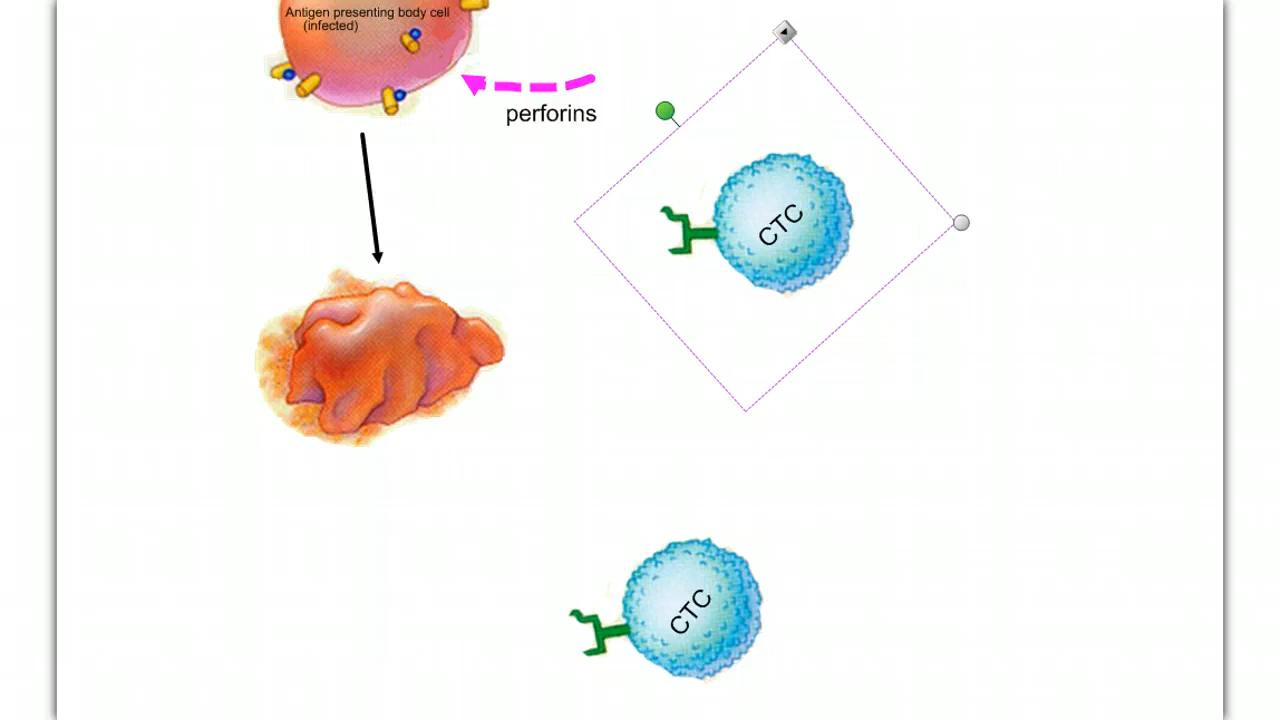 Antigen presenting body cell
(infected)
perforins
CTC
CTC